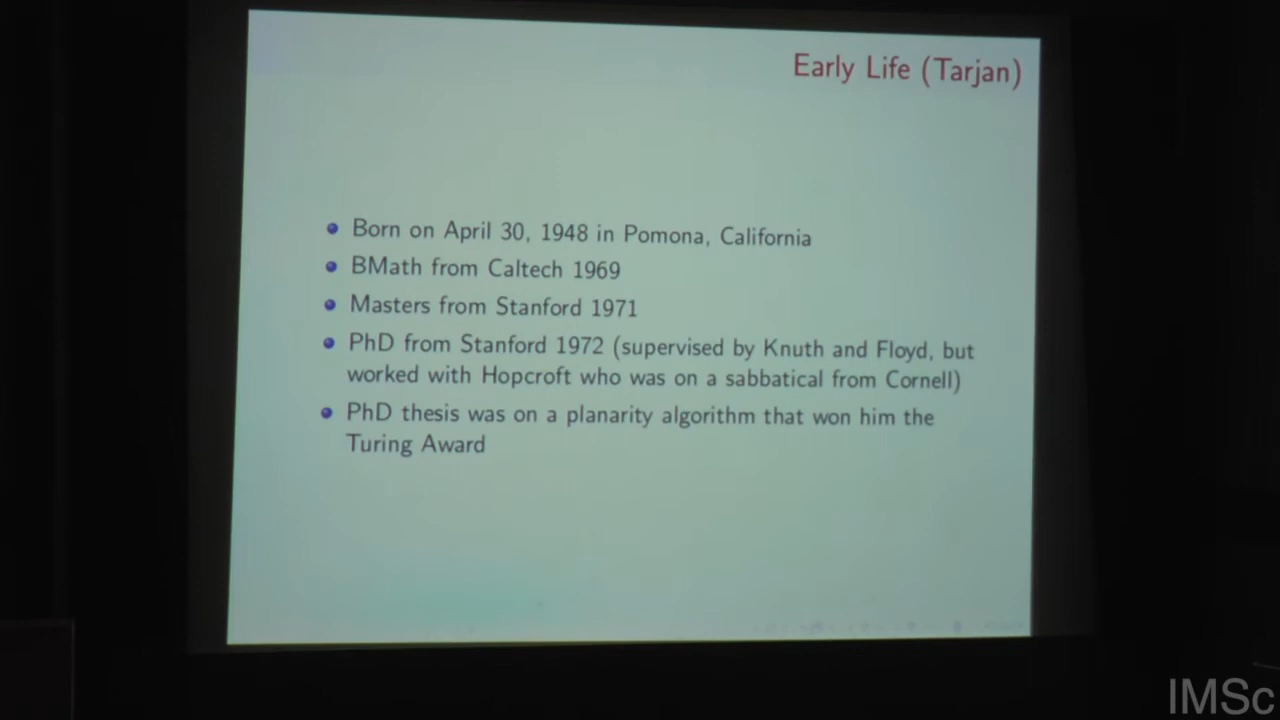 Early Life (Tarjan)
Born on April 30, 1948 in Pomona, California
BMath from Caltech 1969
Masters from Stanford 1971
PhD from Stanford 1972 (supervised by Knuth and Floyd, but
worked with Hopcroft who was on a sabbatical from Cornell)
PhD thesis was on a planarity algorithm that won him the
Turing Award
IMSc